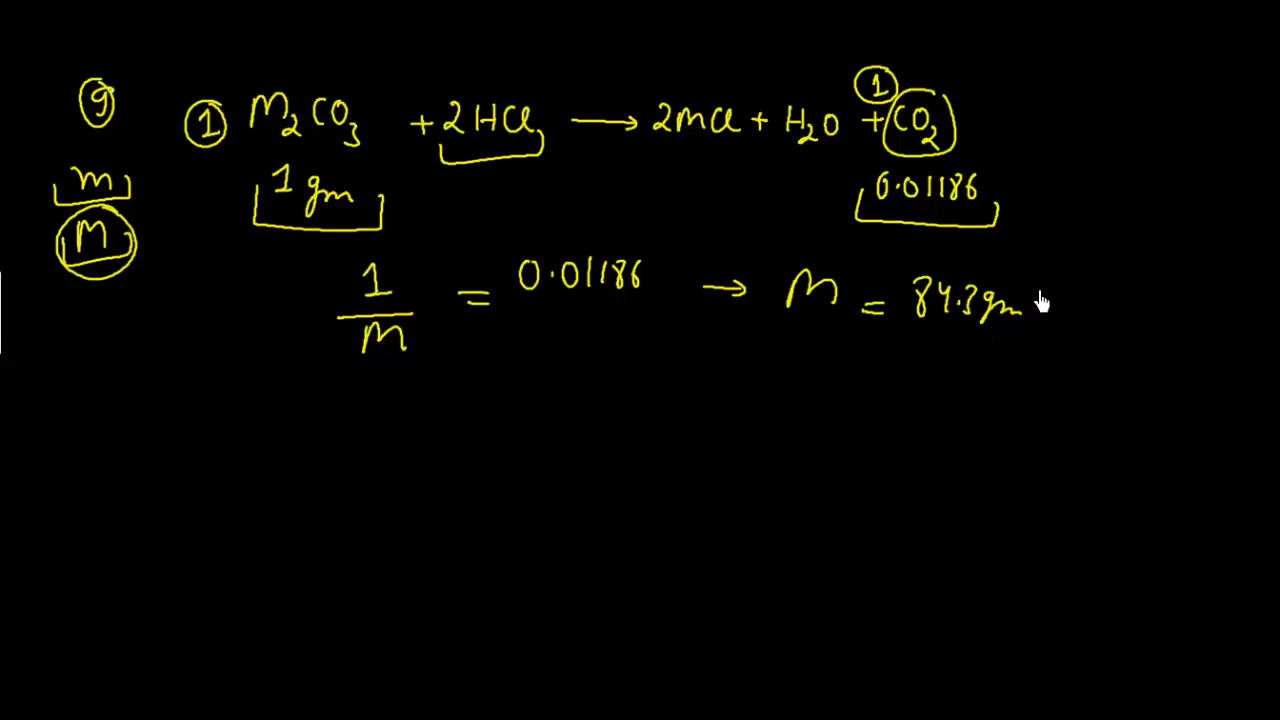 9 1 M₂CO₃ + 2HCl ⟶ 2mCl + H₂O + 1 CO₂
m 1 gm 0.01186
M
1/M = 0.01186 → M = 84.3gm